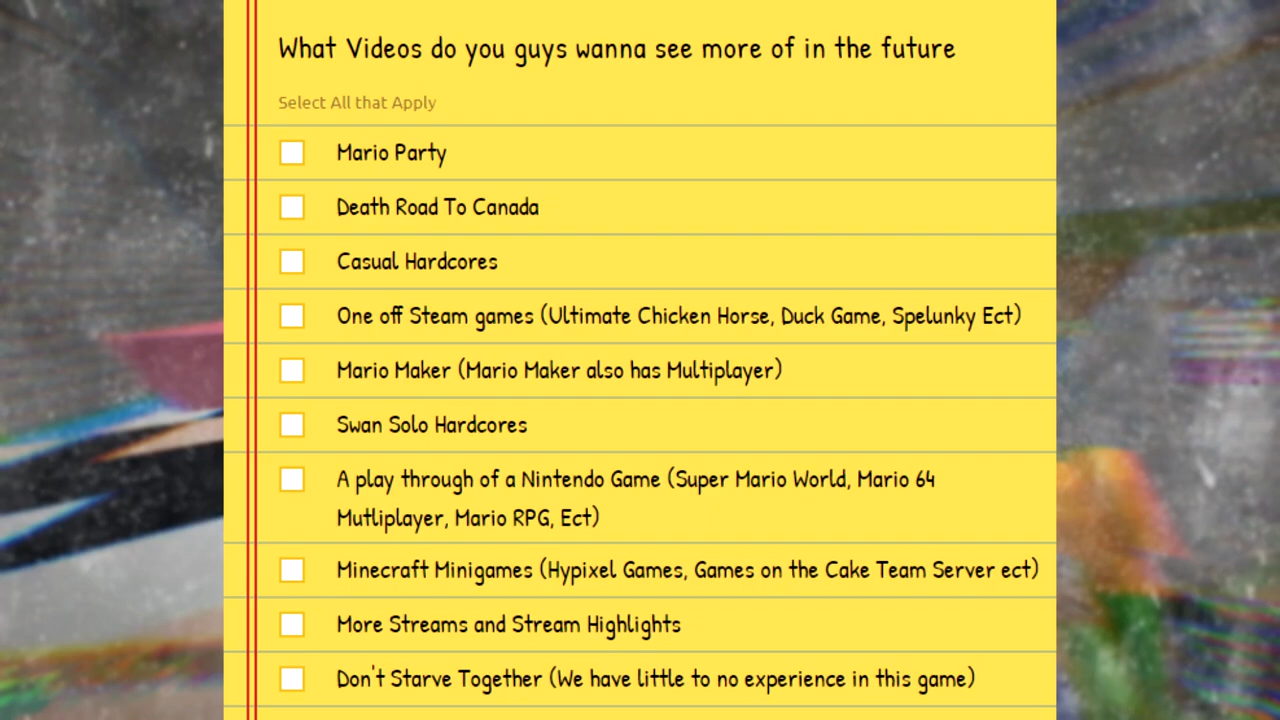 What Videos do you guys wanna see more of in the future
Select All that Apply
Mario Party
Death Road To Canada
Casual Hardcores
One off Steam games (Ultimate Chicken Horse, Duck Game, Spelunky Ect)
Mario Maker (Mario Maker also has Multiplayer)
Swan Solo Hardcores
A play through of a Nintendo Game (Super Mario World, Mario 64
Mutliplayer, Mario RPG, Ect)
Minecraft Minigames (Hypixel Games, Games on the Cake Team Server ect)
More Streams and Stream Highlights
Don't Starve Together (We have little to no experience in this game)